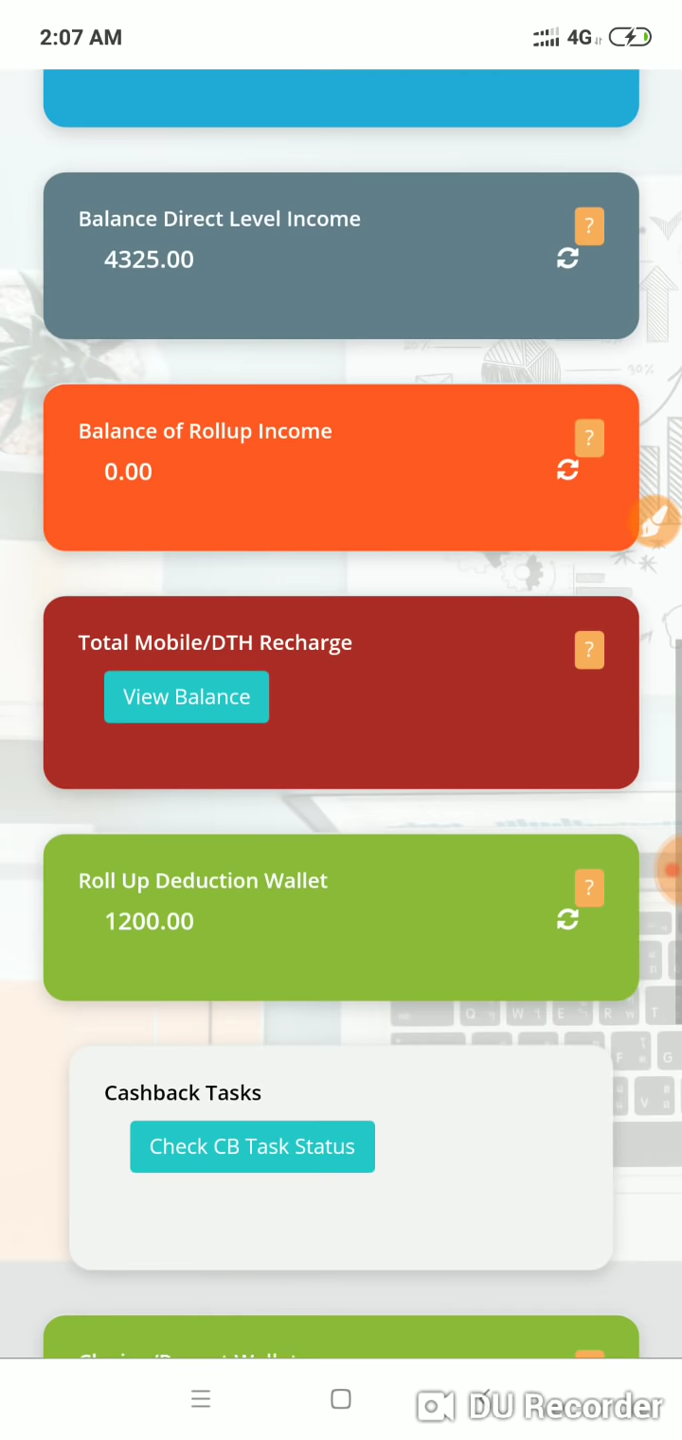 2:07 AM
4G
Balance Direct Level Income
?
4325.00
30%
Balance of Rollup Income
?
0.00
Total Mobile/DTH Recharge
?
View Balance
Roll Up Deduction Wallet
?
1200.00
Q W E R T
F G
V
Cashback Tasks
Check CB Task Status
DU Recorder